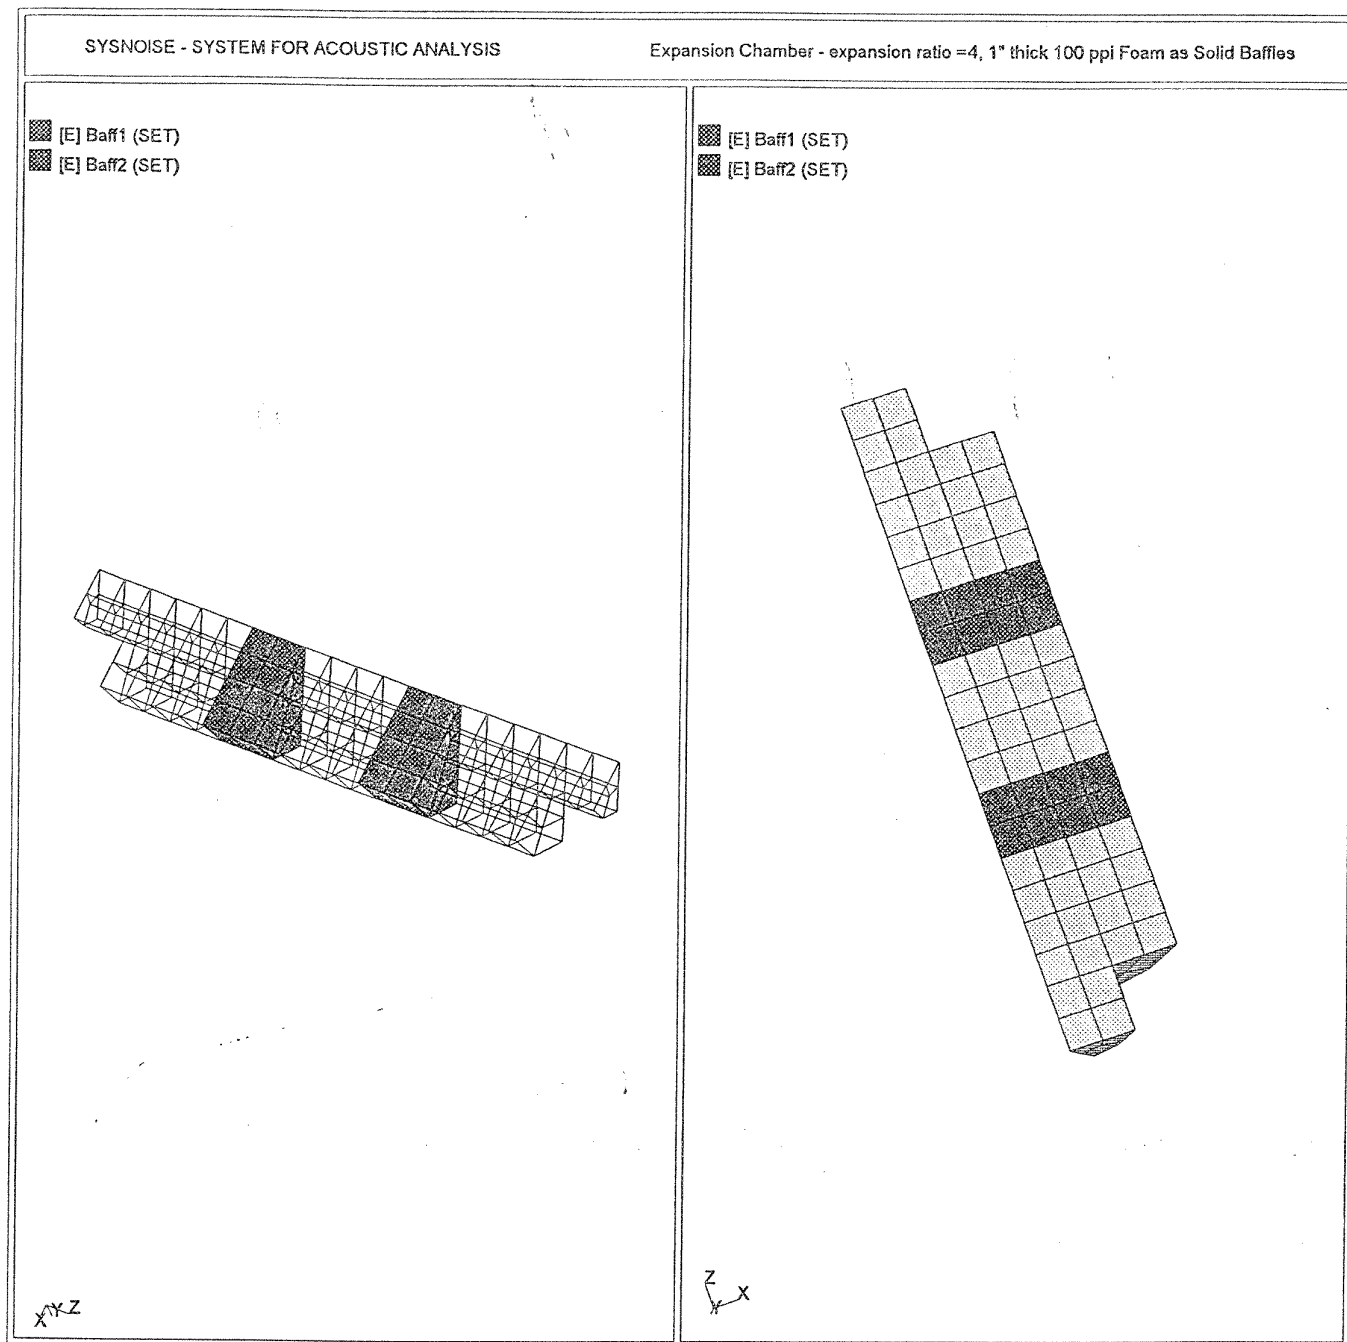 SYSNOISE - SYSTEM FOR ACOUSTIC ANALYSIS
Expansion Chamber - expansion ratio =4, 1" thick 100 ppi Foam as Solid Baffles
[E] Baff1 (SET)
[E] Baff2 (SET)
[E] Baff1 (SET)
[E] Baff2 (SET)
X Y Z
Z
Y X